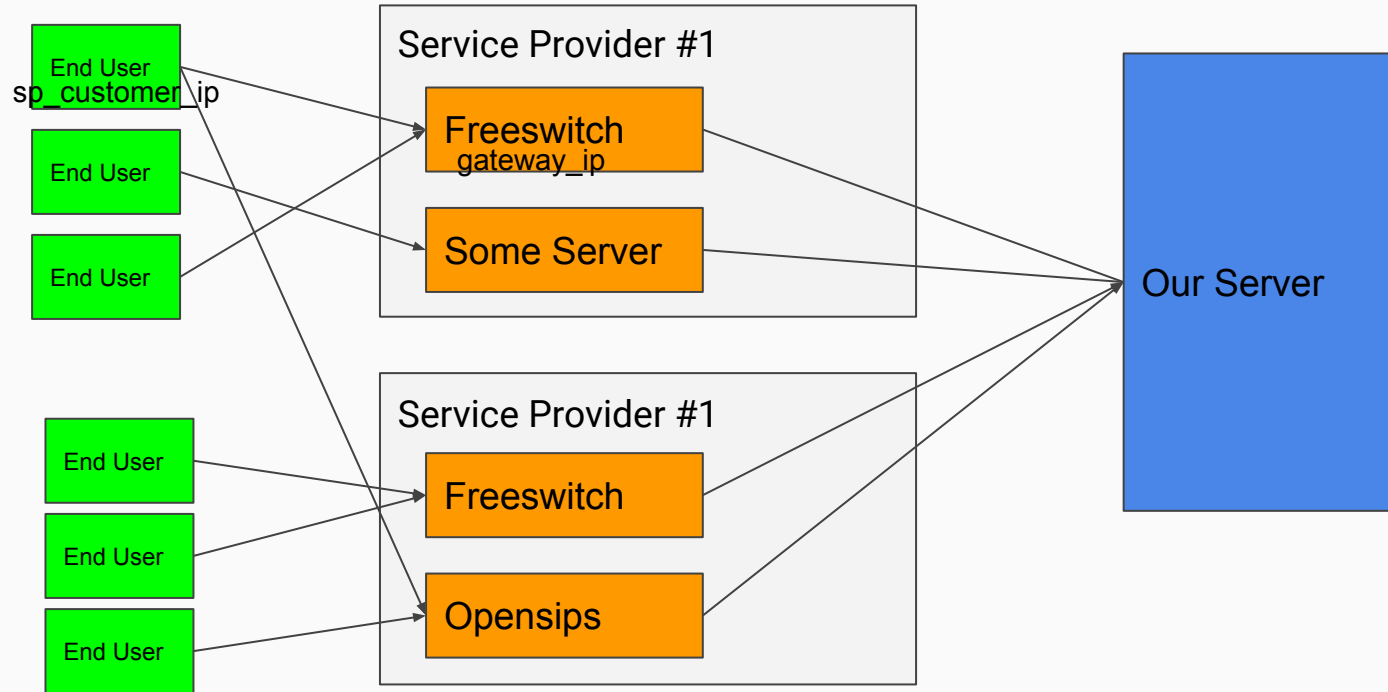 Service Provider #1
End User
sp_customer_ip
Freeswitch
gateway_ip
End User
Some Server
End User
Our Server
Service Provider #1
End User
Freeswitch
End User
Opensips
End User